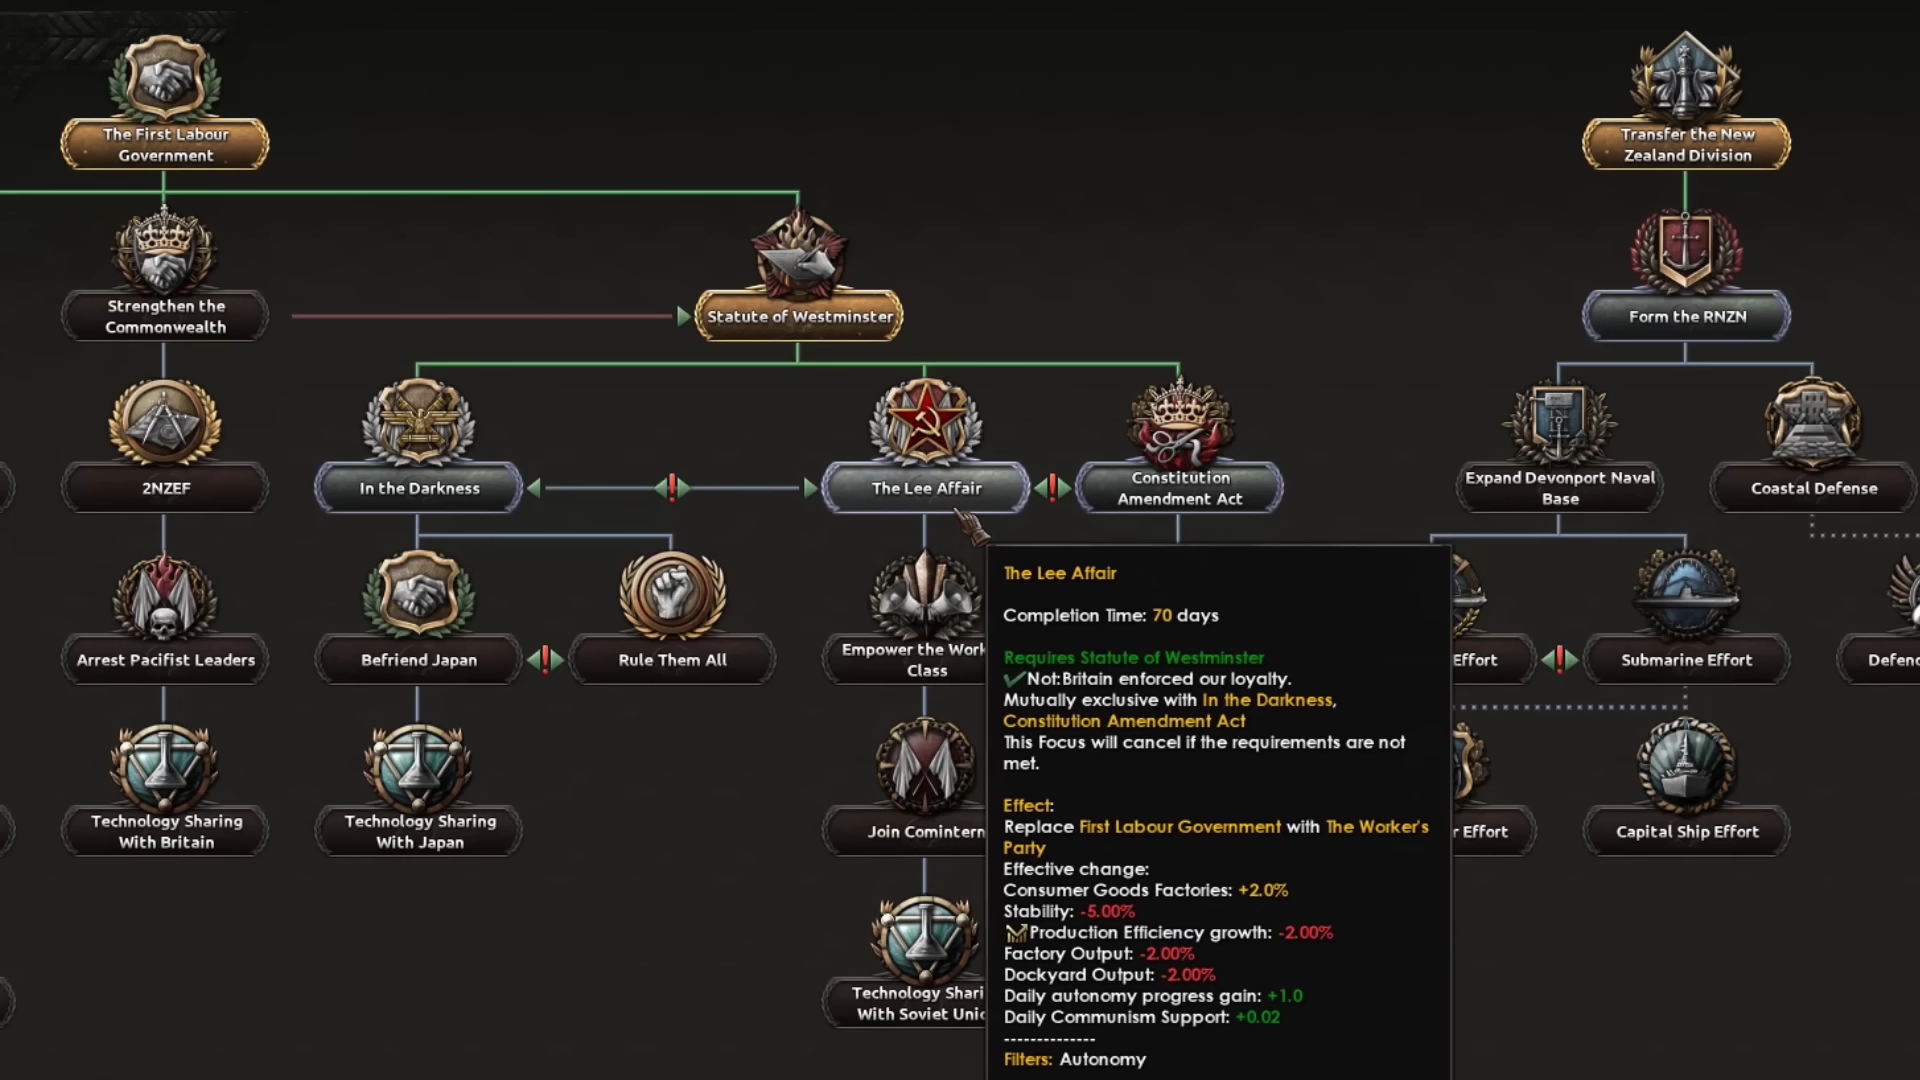 The First Labour
Government
Transfer the New
Zealand Division
Strengthen the
Commonwealth
Statute of Westminster
Form the RNZN
2NZEF
In the Darkness
The Lee Affair
Constitution
Amendment Act
Expand Devonport Naval
Base
Coastal Defense
Arrest Pacifist Leaders
Befriend Japan
Rule Them All
Empower the Work
Class
Effort
Submarine Effort
Defen
Technology Sharing
With Britain
Technology Sharing
With Japan
Join Comintern
r Effort
Capital Ship Effort
Technology Shari
With Soviet Unio
The Lee Affair
Completion Time: 70 days
Requires Statute of Westminster
Not:Britain enforced our loyalty.
Mutually exclusive with In the Darkness,
Constitution Amendment Act
This Focus will cancel if the requirements are not
met.
Effect:
Replace First Labour Government with The Worker's
Party
Effective change:
Consumer Goods Factories: +2.0%
Stability: -5.00%
Production Efficiency growth: -2.00%
Factory Output: -2.00%
Dockyard Output: -2.00%
Daily autonomy progress gain: +1.0
Daily Communism Support: +0.02
--------------
Filters: Autonomy